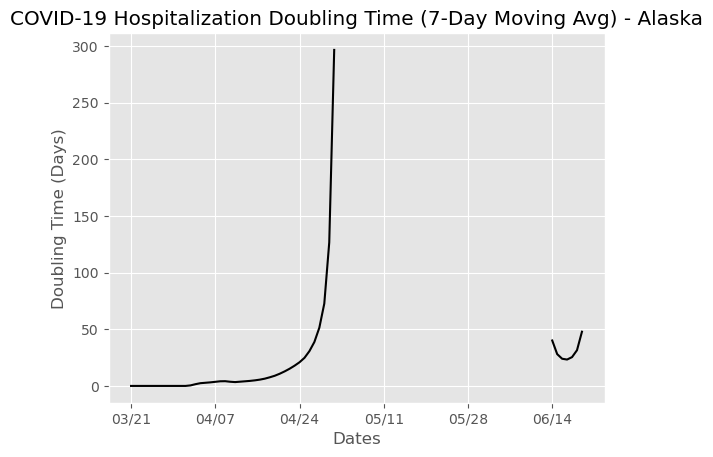 COVID-19 Hospitalization Doubling Time (7-Day Moving Avg) - Alaska
300
250
200
150
100
50
0
Doubling Time (Days)
03/21 04/07 04/24 05/11 05/28 06/14
Dates